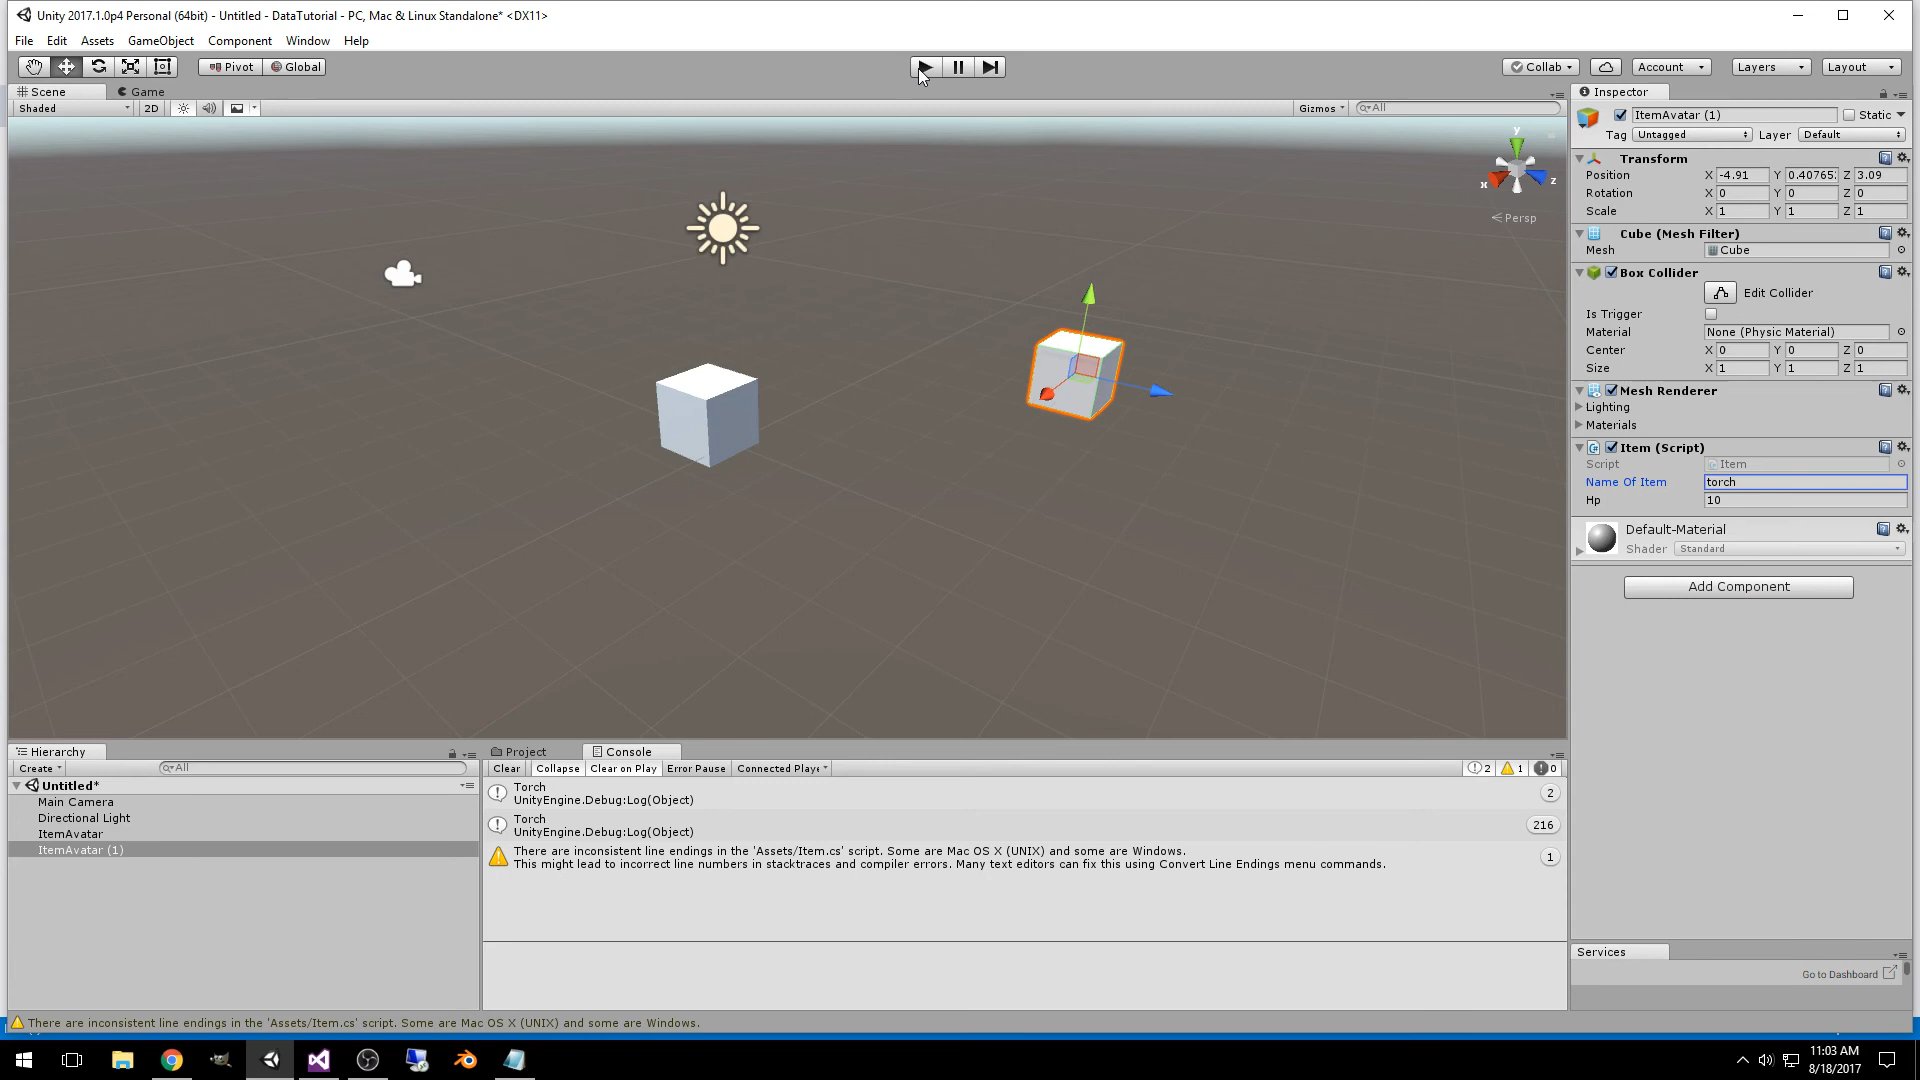 Unity 2017.1.0p4 Personal (64bit) - Untitled - DataTutorial - PC, Mac & Linux Standalone* <DX11>
File Edit Assets GameObject Component Window Help
Pivot Global Collab Account Layers Layout
Scene Game
Shaded 2D Gizmos All
y
x
z
Persp
Inspector
ItemAvatar (1) Static
Tag Untagged Layer Default
Transform
Position X -4.91 Y 0.40765 Z 3.09
Rotation X 0 Y 0 Z 0
Scale X 1 Y 1 Z 1
Cube (Mesh Filter)
Mesh Cube
Box Collider
Edit Collider
Is Trigger
Material None (Physic Material)
Center X 0 Y 0 Z 0
Size X 1 Y 1 Z 1
Mesh Renderer
Lighting
Materials
Item (Script)
Script Item
Name Of Item torch
Hp 10
Default-Material
Shader Standard
Add Component
Services
Go to Dashboard
Hierarchy
Create All
Untitled*
Main Camera
Directional Light
ItemAvatar
ItemAvatar (1)
Project Console
Clear Collapse Clear on Play Error Pause Connected Playe 2 1 0
Torch
UnityEngine.Debug:Log(Object) 2
Torch
UnityEngine.Debug:Log(Object) 216
There are inconsistent line endings in the 'Assets/Item.cs' script. Some are Mac OS X (UNIX) and some are Windows.
This might lead to incorrect line numbers in stacktraces and compiler errors. Many text editors can fix this using Convert Line Endings menu commands. 1
There are inconsistent line endings in the 'Assets/Item.cs' script. Some are Mac OS X (UNIX) and some are Windows.
11:03 AM
8/18/2017